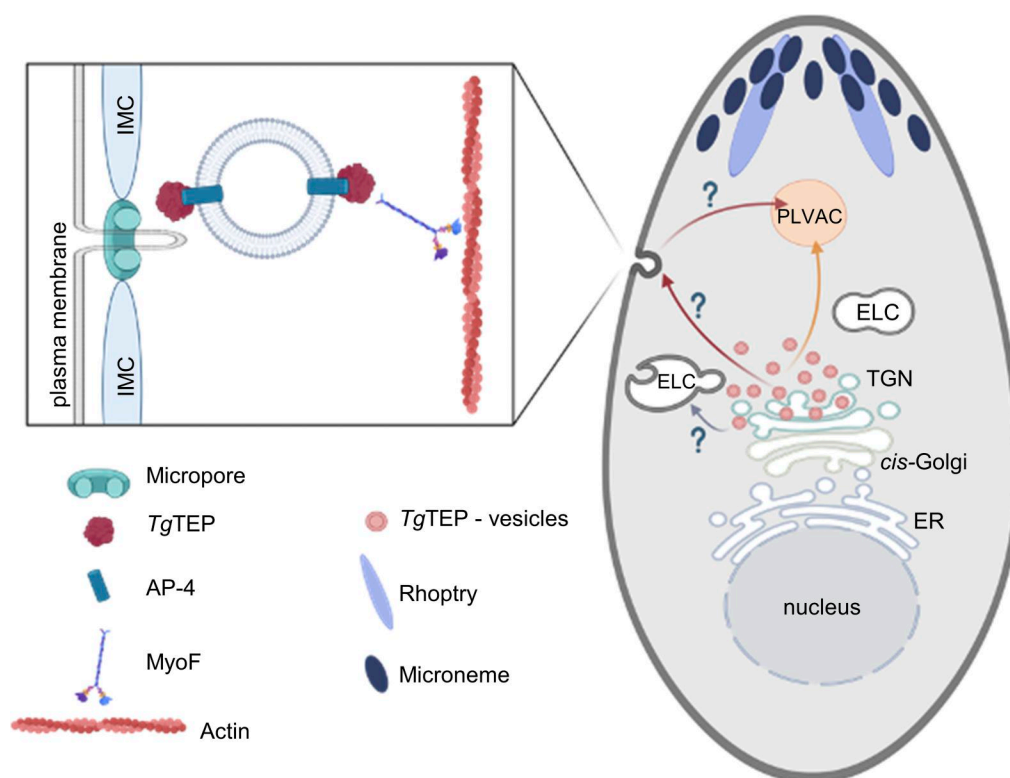 IMC
plasma membrane
IMC
?
PLVAC
?
ELC
ELC
TGN
?
cis-Golgi
ER
nucleus
Micropore
TgTEP
AP-4
MyoF
Actin
TgTEP - vesicles
Rhoptry
Microneme